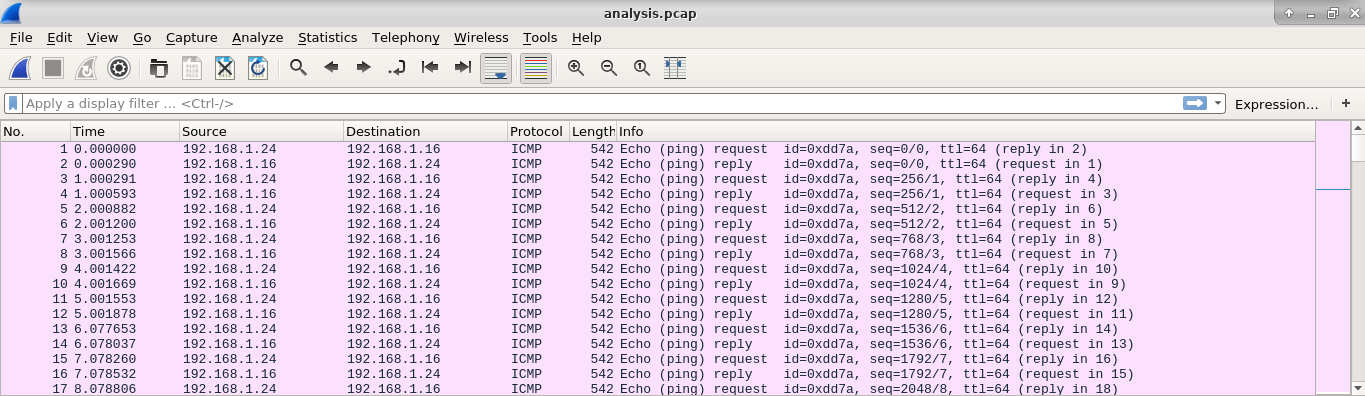 analysis.pcap
File Edit View Go Capture Analyze Statistics Telephony Wireless Tools Help
Apply a display filter … <Ctrl-/> Expression… +
No. Time Source Destination Protocol Length Info
1 0.000000 192.168.1.24 192.168.1.16 ICMP 542 Echo (ping) request id=0xdd7a, seq=0/0, ttl=64 (reply in 2)
2 0.000290 192.168.1.16 192.168.1.24 ICMP 542 Echo (ping) reply id=0xdd7a, seq=0/0, ttl=64 (request in 1)
3 1.000291 192.168.1.24 192.168.1.16 ICMP 542 Echo (ping) request id=0xdd7a, seq=256/1, ttl=64 (reply in 4)
4 1.000593 192.168.1.16 192.168.1.24 ICMP 542 Echo (ping) reply id=0xdd7a, seq=256/1, ttl=64 (request in 3)
5 2.000882 192.168.1.24 192.168.1.16 ICMP 542 Echo (ping) request id=0xdd7a, seq=512/2, ttl=64 (reply in 6)
6 2.001200 192.168.1.16 192.168.1.24 ICMP 542 Echo (ping) reply id=0xdd7a, seq=512/2, ttl=64 (request in 5)
7 3.001253 192.168.1.24 192.168.1.16 ICMP 542 Echo (ping) request id=0xdd7a, seq=768/3, ttl=64 (reply in 8)
8 3.001566 192.168.1.16 192.168.1.24 ICMP 542 Echo (ping) reply id=0xdd7a, seq=768/3, ttl=64 (request in 7)
9 4.001422 192.168.1.24 192.168.1.16 ICMP 542 Echo (ping) request id=0xdd7a, seq=1024/4, ttl=64 (reply in 10)
10 4.001669 192.168.1.16 192.168.1.24 ICMP 542 Echo (ping) reply id=0xdd7a, seq=1024/4, ttl=64 (request in 9)
11 5.001553 192.168.1.24 192.168.1.16 ICMP 542 Echo (ping) request id=0xdd7a, seq=1280/5, ttl=64 (reply in 12)
12 5.001878 192.168.1.16 192.168.1.24 ICMP 542 Echo (ping) reply id=0xdd7a, seq=1280/5, ttl=64 (request in 11)
13 6.077653 192.168.1.24 192.168.1.16 ICMP 542 Echo (ping) request id=0xdd7a, seq=1536/6, ttl=64 (reply in 14)
14 6.078037 192.168.1.16 192.168.1.24 ICMP 542 Echo (ping) reply id=0xdd7a, seq=1536/6, ttl=64 (request in 13)
15 7.078260 192.168.1.24 192.168.1.16 ICMP 542 Echo (ping) request id=0xdd7a, seq=1792/7, ttl=64 (reply in 16)
16 7.078532 192.168.1.16 192.168.1.24 ICMP 542 Echo (ping) reply id=0xdd7a, seq=1792/7, ttl=64 (request in 15)
17 8.078806 192.168.1.24 192.168.1.16 ICMP 542 Echo (ping) request id=0xdd7a, seq=2048/8, ttl=64 (reply in 18)